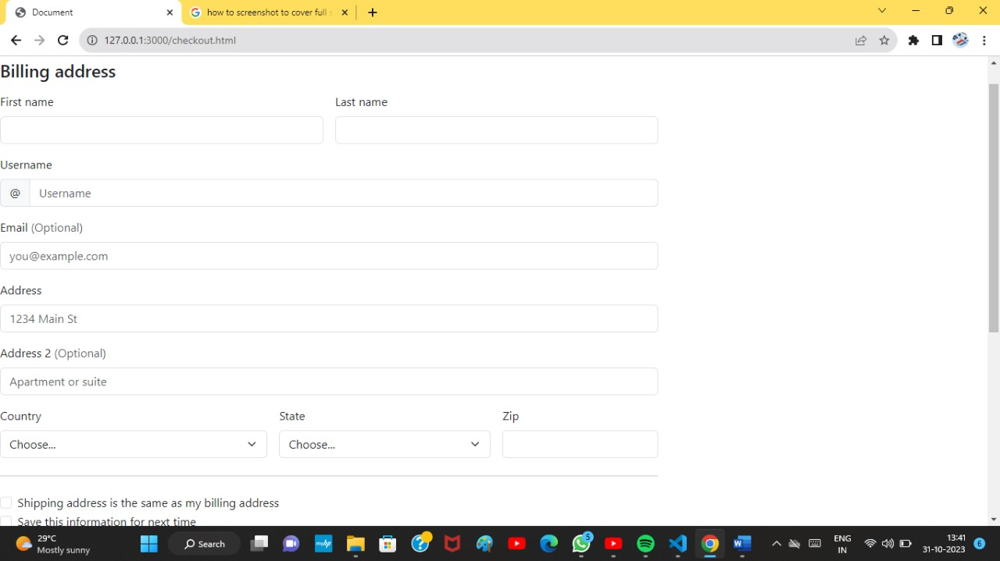 Document
how to screenshot to cover full s
127.0.0.1:3000/checkout.html
Billing address
First name Last name
Username
@ Username
Email (Optional)
you@example.com
Address
1234 Main St
Address 2 (Optional)
Apartment or suite
Country State Zip
Choose... Choose...
Shipping address is the same as my billing address
Save this information for next time
29°C
Mostly sunny
Search
myhp
5
ENG
IN
13:41
31-10-2023
6